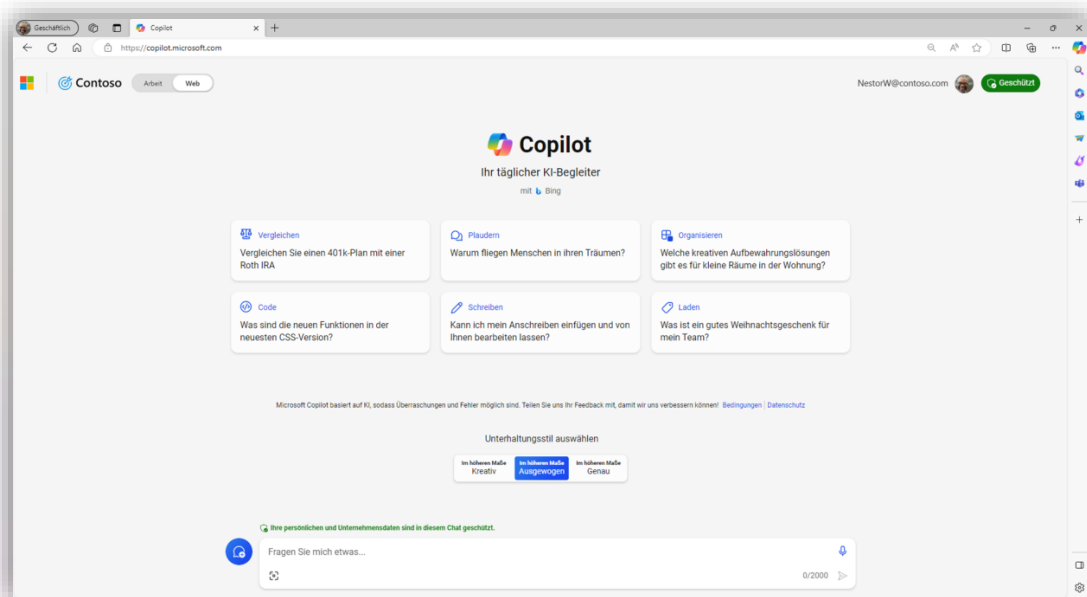 Geschäftlich
Copilot
https://copilot.microsoft.com
Contoso
Arbeit Web
NestorW@contoso.com
Geschützt
Copilot
Ihr täglicher KI-Begleiter
mit Bing
Vergleichen
Vergleichen Sie einen 401k-Plan mit einer
Roth IRA
Plaudern
Warum fliegen Menschen in ihren Träumen?
Organisieren
Welche kreativen Aufbewahrungslösungen
gibt es für kleine Räume in der Wohnung?
Code
Was sind die neuen Funktionen in der
neuesten CSS-Version?
Schreiben
Kann ich mein Anschreiben einfügen und von
Ihnen bearbeiten lassen?
Laden
Was ist ein gutes Weihnachtsgeschenk für
mein Team?
Microsoft Copilot basiert auf KI, sodass Überraschungen und Fehler möglich sind. Teilen Sie uns Ihr Feedback mit, damit wir uns verbessern können! Bedingungen | Datenschutz
Unterhaltungsstil auswählen
Im höheren Maße
Kreativ
Im höheren Maße
Ausgewogen
Im höheren Maße
Genau
Ihre persönlichen und Unternehmensdaten sind in diesem Chat geschützt.
Fragen Sie mich etwas...
0/2000